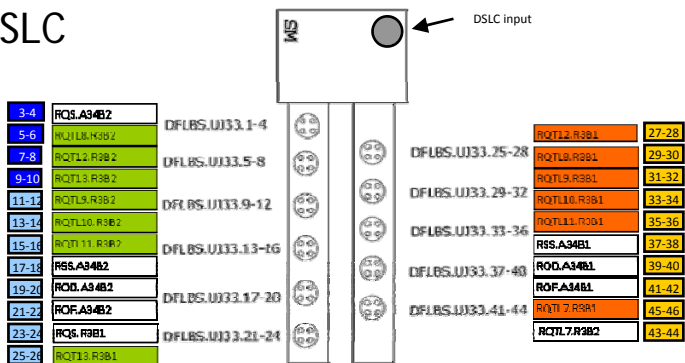 SLC
SM
DSLC input
3-4 RQS.A34B2
5-6 RQTL8.R3B2
7-8 RQT12.R3B2
9-10 RQT13.R3B2
11-12 RQTL9.R3B2
13-14 RQTL10.R3B2
15-16 RQTL11.R3B2
17-18 RSS.A34B2
19-20 ROD.A34B2
21-22 ROF.A34B2
23-24 RQS.R3B1
25-26 RQT13.R3B1
DFLBS.UJ33.1-4
DFLBS.UJ33.5-8
DFLBS.UJ33.9-12
DFLBS.UJ33.13-16
DFLBS.UJ33.17-20
DFLBS.UJ33.21-24
DFLBS.UJ33.25-28
DFLBS.UJ33.29-32
DFLBS.UJ33.33-36
DFLBS.UJ33.37-40
DFLBS.UJ33.41-44
RQT12.R3B1 27-28
RQTL8.R3B1 29-30
RQTL9.R3B1 31-32
RQTL10.R3B1 33-34
RQTL11.R3B1 35-36
RSS.A34B1 37-38
ROD.A34B1 39-40
ROF.A34B1 41-42
RQTL7.R3B1 45-46
RQTL7.R3B2 43-44